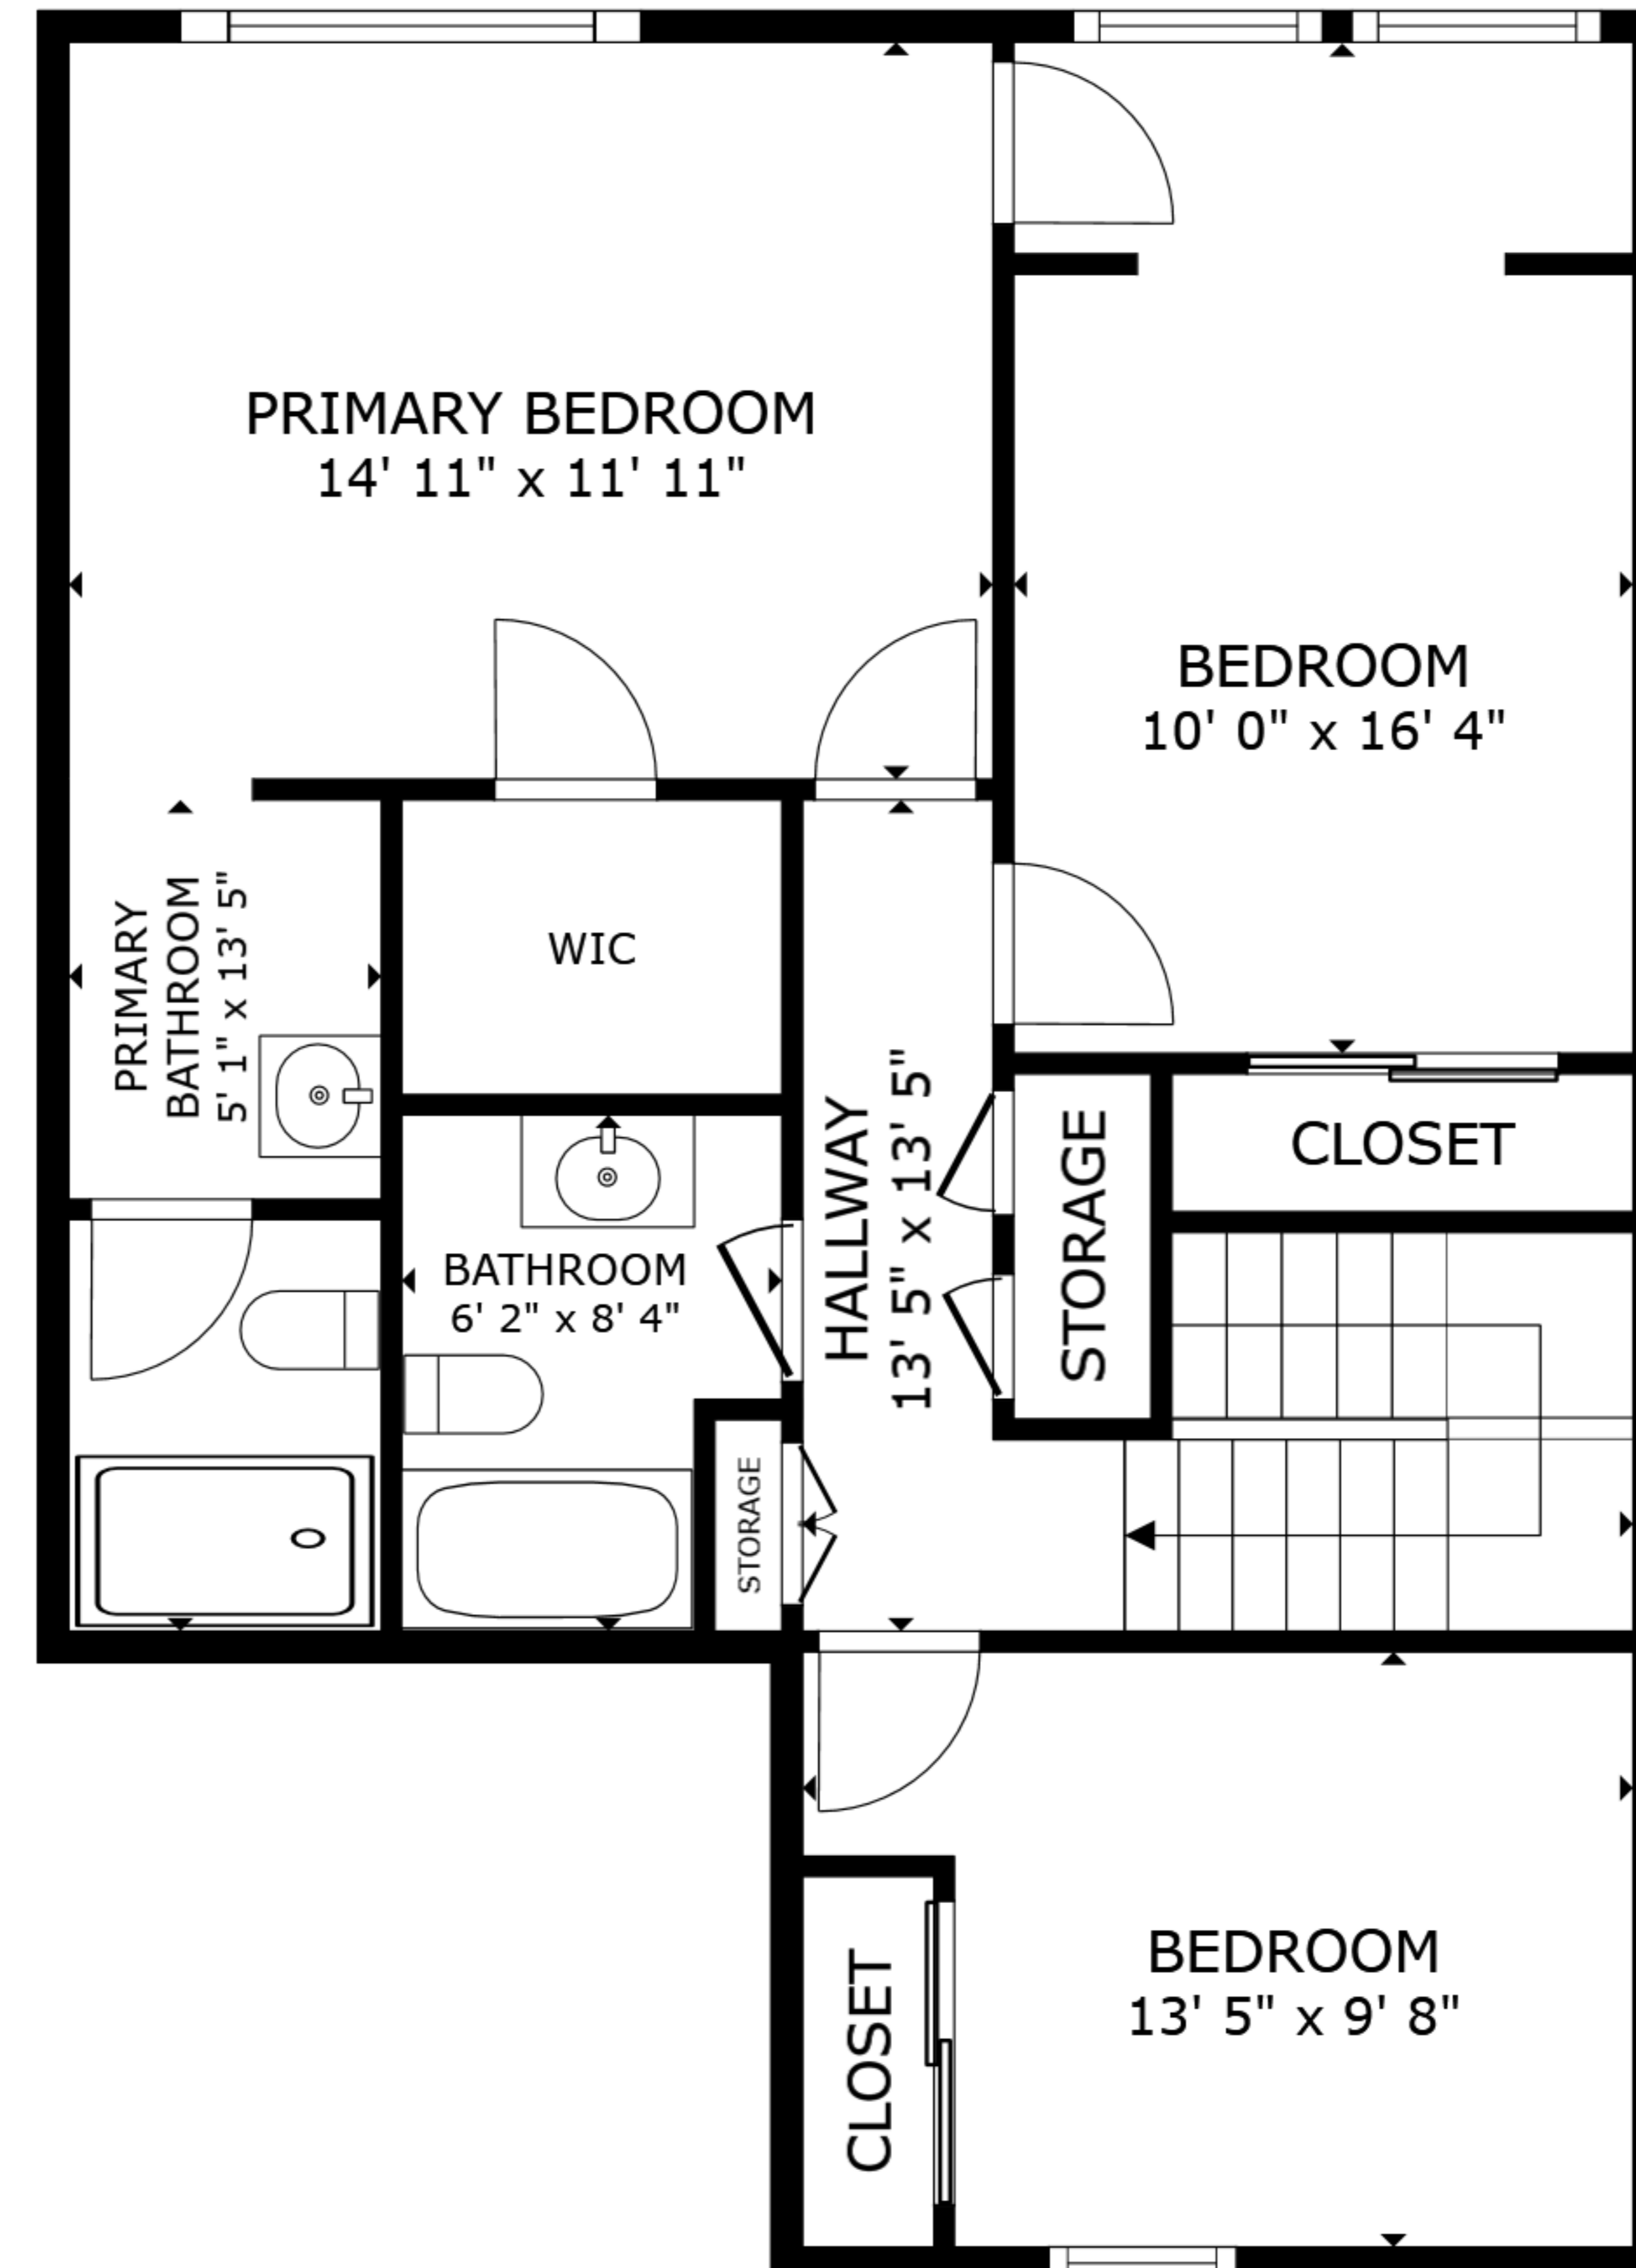 PRIMARY BEDROOM
14' 11" x 11' 11"
BEDROOM
10' 0" x 16' 4"
PRIMARY
BATHROOM
5' 1" x 13' 5"
WIC
HALLWAY
13' 5" x 13' 5"
STORAGE
CLOSET
BATHROOM
6' 2" x 8' 4"
STORAGE
BEDROOM
13' 5" x 9' 8"
CLOSET